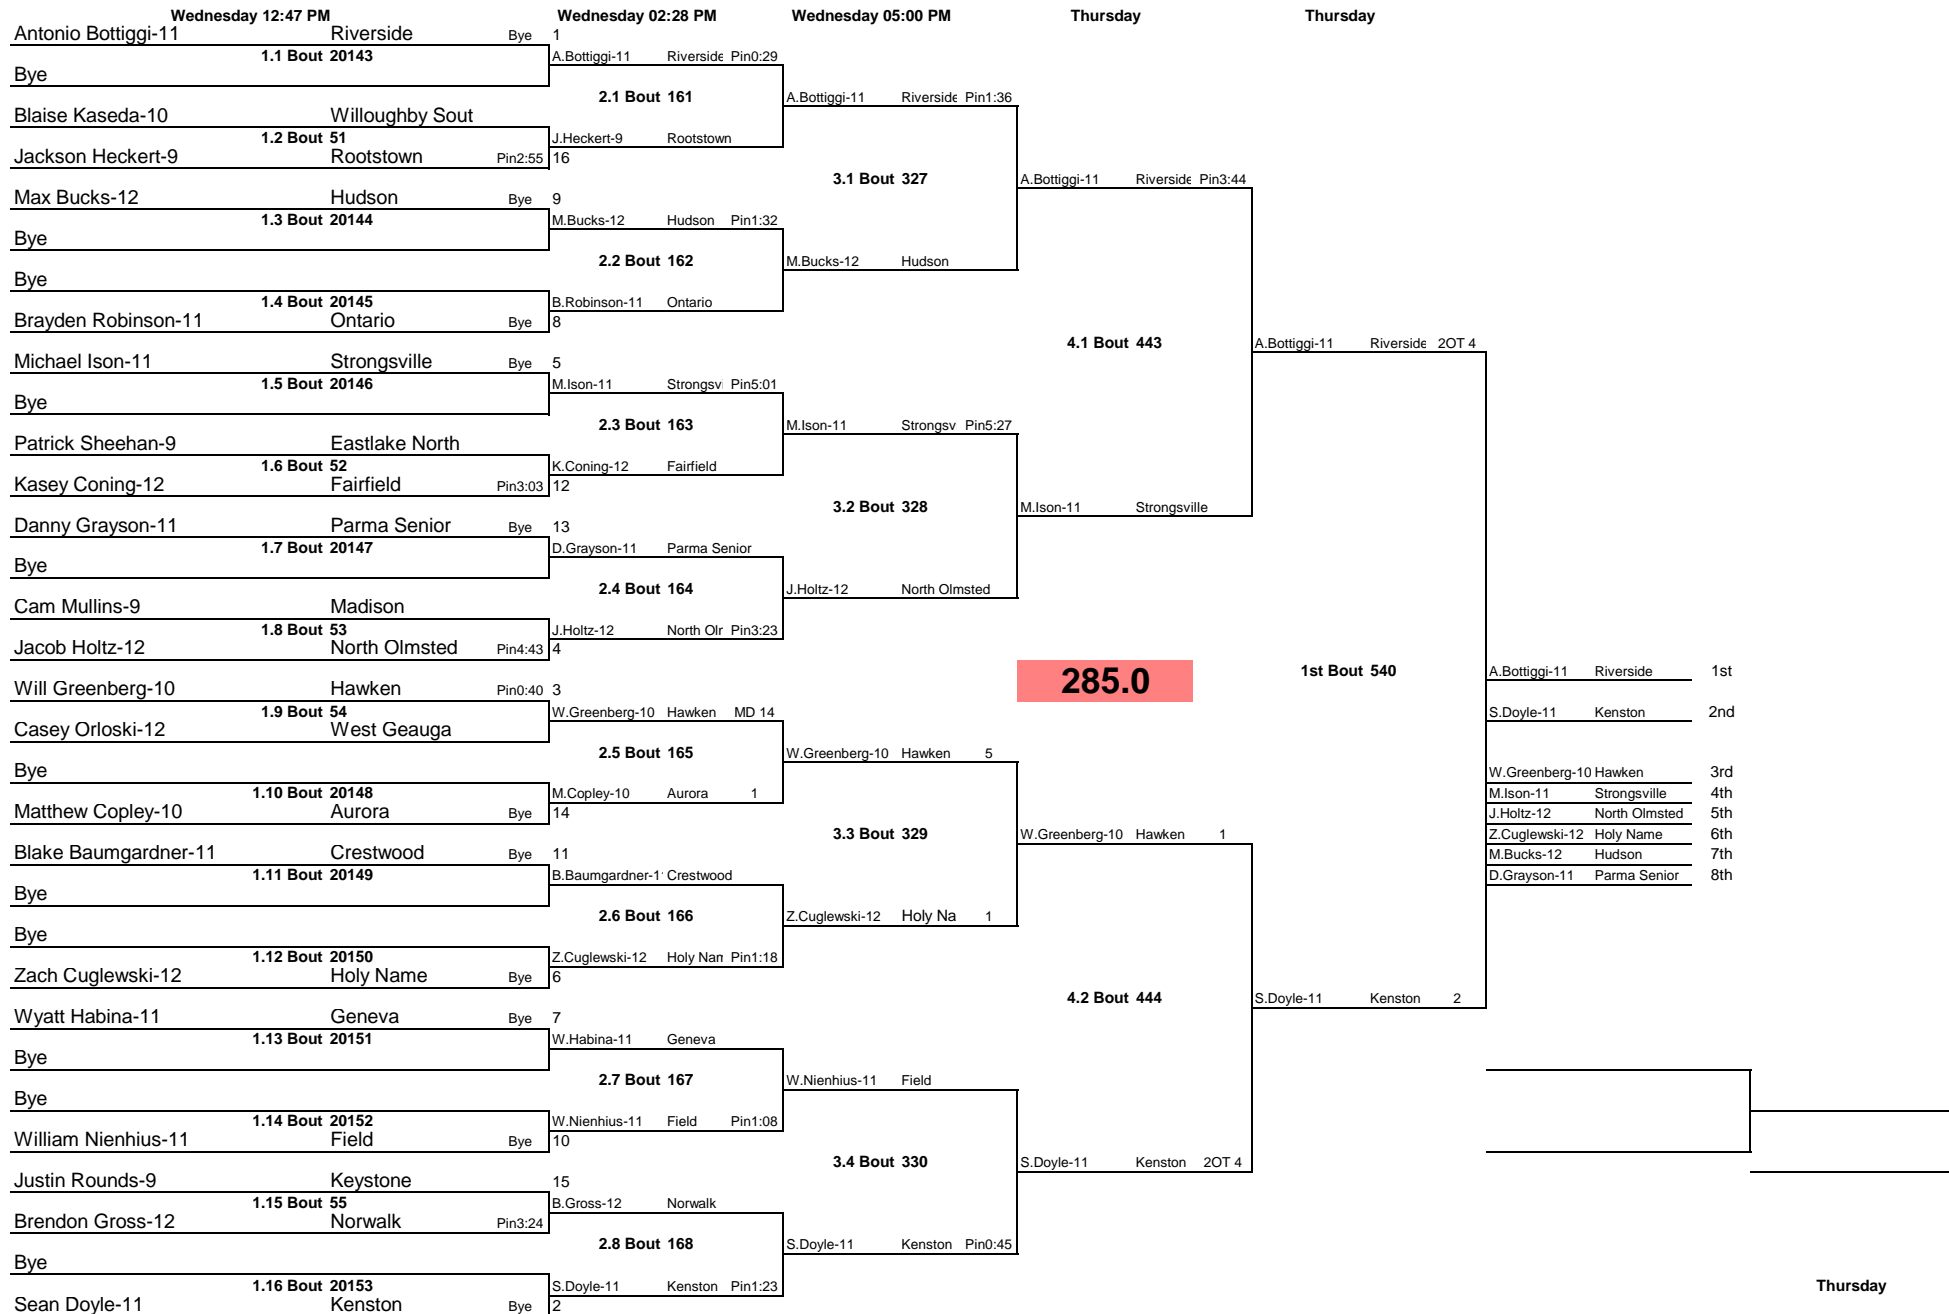 Wednesday 12:47 PM Wednesday 02:28 PM Wednesday 05:00 PM Thursday Thursday
Antonio Bottiggi-11 Riverside Bye 1
1.1 Bout 20143 A.Bottiggi-11 Riverside Pin0:29
Bye
2.1 Bout 161 A.Bottiggi-11 Riverside Pin1:36
Blaise Kaseda-10 Willoughby Sout
1.2 Bout 51 J.Heckert-9 Rootstown
Jackson Heckert-9 Rootstown Pin2:55 16
3.1 Bout 327 A.Bottiggi-11 Riverside Pin3:44
Max Bucks-12 Hudson Bye 9
1.3 Bout 20144 M.Bucks-12 Hudson Pin1:32
Bye
2.2 Bout 162 M.Bucks-12 Hudson
Bye
1.4 Bout 20145 B.Robinson-11 Ontario
Brayden Robinson-11 Ontario Bye 8
4.1 Bout 443 A.Bottiggi-11 Riverside 2OT 4
Michael Ison-11 Strongsville Bye 5
1.5 Bout 20146 M.Ison-11 Strongsvi Pin5:01
Bye
2.3 Bout 163 M.Ison-11 Strongsv Pin5:27
Patrick Sheehan-9 Eastlake North
1.6 Bout 52 K.Coning-12 Fairfield
Kasey Coning-12 Fairfield Pin3:03 12
3.2 Bout 328 M.Ison-11 Strongsville
Danny Grayson-11 Parma Senior Bye 13
1.7 Bout 20147 D.Grayson-11 Parma Senior
Bye
2.4 Bout 164 J.Holtz-12 North Olmsted
Cam Mullins-9 Madison
1.8 Bout 53 J.Holtz-12 North Olr Pin3:23
Jacob Holtz-12 North Olmsted Pin4:43 4
285.0 1st Bout 540 A.Bottiggi-11 Riverside 1st
Will Greenberg-10 Hawken Pin0:40 3
1.9 Bout 54 W.Greenberg-10 Hawken MD 14 S.Doyle-11 Kenston 2nd
Casey Orloski-12 West Geauga
2.5 Bout 165 W.Greenberg-10 Hawken 5
Bye W.Greenberg-10 Hawken 3rd
1.10 Bout 20148 M.Copley-10 Aurora 1 M.Ison-11 Strongsville 4th
Matthew Copley-10 Aurora Bye 14 J.Holtz-12 North Olmsted 5th
3.3 Bout 329 W.Greenberg-10 Hawken 1 Z.Cuglewski-12 Holy Name 6th
Blake Baumgardner-11 Crestwood Bye 11 M.Bucks-12 Hudson 7th
1.11 Bout 20149 B.Baumgardner-1 Crestwood D.Grayson-11 Parma Senior 8th
Bye
2.6 Bout 166 Z.Cuglewski-12 Holy Na 1
Bye
1.12 Bout 20150 Z.Cuglewski-12 Holy Nan Pin1:18
Zach Cuglewski-12 Holy Name Bye 6
4.2 Bout 444 S.Doyle-11 Kenston 2
Wyatt Habina-11 Geneva Bye 7
1.13 Bout 20151 W.Habina-11 Geneva
Bye
2.7 Bout 167 W.Nienhius-11 Field
Bye
1.14 Bout 20152 W.Nienhius-11 Field Pin1:08
William Nienhius-11 Field Bye 10
3.4 Bout 330 S.Doyle-11 Kenston 2OT 4
Justin Rounds-9 Keystone 15
1.15 Bout 55 B.Gross-12 Norwalk
Brendon Gross-12 Norwalk Pin3:24
2.8 Bout 168 S.Doyle-11 Kenston Pin0:45
Bye
1.16 Bout 20153 S.Doyle-11 Kenston Pin1:23 Thursday
Sean Doyle-11 Kenston Bye 2